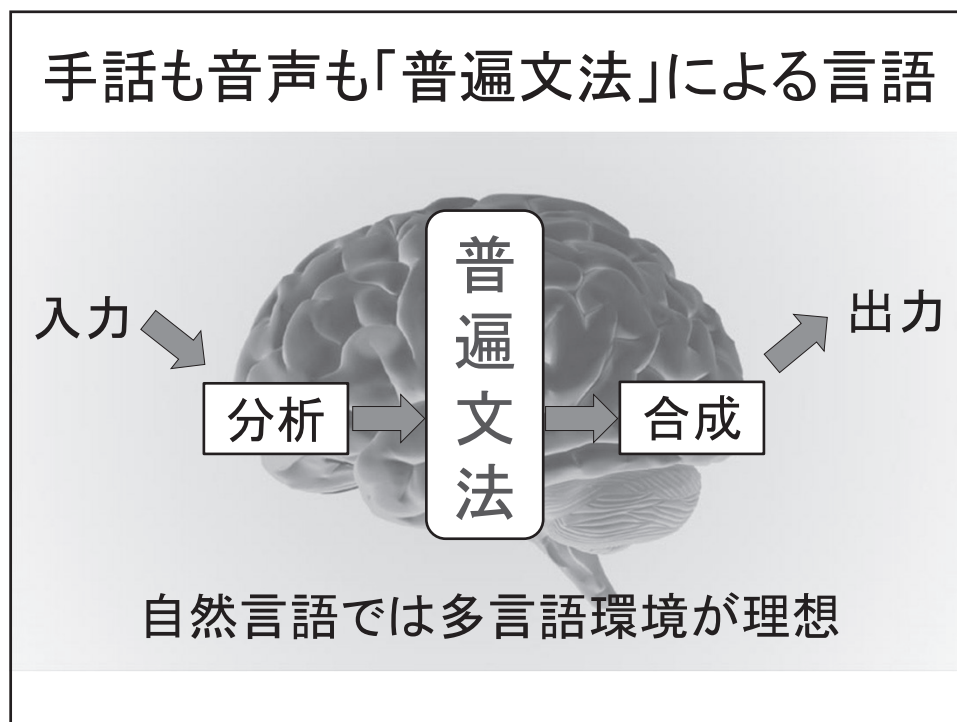 手話も音声も「普遍文法」による言語
入力
分析
普遍文法
合成
出力
自然言語では多言語環境が理想